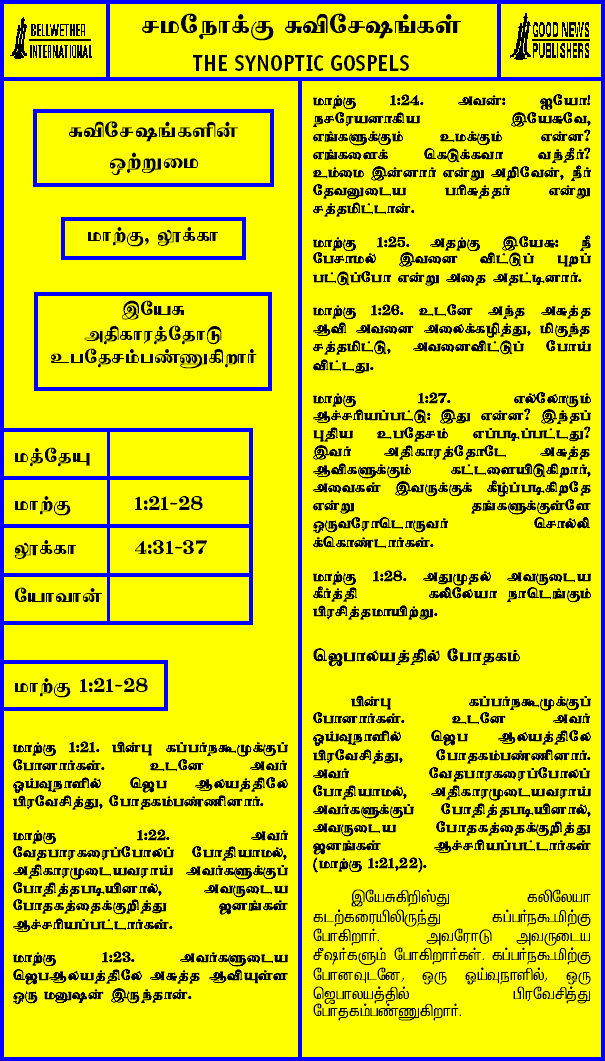 BELLWETHER
INTERNATIONAL
சமநோக்கு சுவிசேஷங்கள்
THE SYNOPTIC GOSPELS
GOOD NEWS
PUBLISHERS
சுவிசேஷங்களின்
ஒற்றுமை
மாற்கு, லூக்கா
இயேசு
அதிகாரத்தோடு
உபதேசம்பண்ணுகிறார்
மத்தேயு
மாற்கு 1:21-28
லூக்கா 4:31-37
யோவான்
மாற்கு 1:21-28
மாற்கு 1:21. பின்பு கப்பர்நகூமுக்குப்
போனார்கள். உடனே அவர்
ஓய்வுநாளில் ஜெப ஆலயத்திலே
பிரவேசித்து, போதகம்பண்ணினார்.
மாற்கு 1:22. அவர்
வேதபாரகரைப்போலப் போதியாமல்,
அதிகாரமுடையவராய் அவர்களுக்குப்
போதித்தபடியினால், அவருடைய
போதகத்தைக்குறித்து ஜனங்கள்
ஆச்சரியப்பட்டார்கள்.
மாற்கு 1:23. அவர்களுடைய
ஜெபஆலயத்திலே அசுத்த ஆவியுள்ள
ஒரு மனுஷன் இருந்தான்.
மாற்கு 1:24. அவன்: ஐயோ!
நசரேயனாகிய இயேசுவே,
எங்களுக்கும் உமக்கும் என்ன?
எங்களைக் கெடுக்கவா வந்தீர்?
உம்மை இன்னார் என்று அறிவேன், நீர்
தேவனுடைய பரிசுத்தர் என்று
சத்தமிட்டான்.
மாற்கு 1:25. அதற்கு இயேசு: நீ
பேசாமல் இவனை விட்டுப் புறப்
பட்டுப்போ என்று அதை அதட்டினார்.
மாற்கு 1:26. உடனே அந்த அசுத்த
ஆவி அவனை அலைக்கழித்து, மிகுந்த
சத்தமிட்டு, அவனைவிட்டுப் போய்
விட்டது.
மாற்கு 1:27. எல்லோரும்
ஆச்சரியப்பட்டு: இது என்ன? இந்தப்
புதிய உபதேசம் எப்படிப்பட்டது?
இவர் அதிகாரத்தோடே அசுத்த
ஆவிகளுக்கும் கட்டளையிடுகிறார்,
அவைகள் இவருக்குக் கீழ்ப்படிகிறதே
என்று தங்களுக்குள்ளே
ஒருவரோடொருவர் சொல்லி
க்கொண்டார்கள்.
மாற்கு 1:28. அதுமுதல் அவருடைய
கீர்த்தி கலிலேயா நாடெங்கும்
பிரசித்தமாயிற்று.
ஜெபாலயத்தில் போதகம்
பின்பு கப்பர்நகூமுக்குப்
போனார்கள். உடனே அவர்
ஓய்வுநாளில் ஜெப ஆலயத்திலே
பிரவேசித்து, போதகம்பண்ணினார்.
அவர் வேதபாரகரைப்போலப்
போதியாமல், அதிகாரமுடையவராய்
அவர்களுக்குப் போதித்தபடியினால்,
அவருடைய போதகத்தைக்குறித்து
ஜனங்கள் ஆச்சரியப்பட்டார்கள்
(மாற்கு 1:21,22).
இயேசுகிறிஸ்து கலிலேயா
கடற்கரையிலிருந்து கப்பர்நகூமிற்கு
போகிறார். அவரோடு அவருடைய
சீஷர்களும் போகிறார்கள். கப்பர்நகூமிற்கு
போனவுடனே, ஒரு ஓய்வுநாளில், ஒரு
ஜெபாலயத்தில் பிரவேசித்து
போதகம்பண்ணுகிறார்.